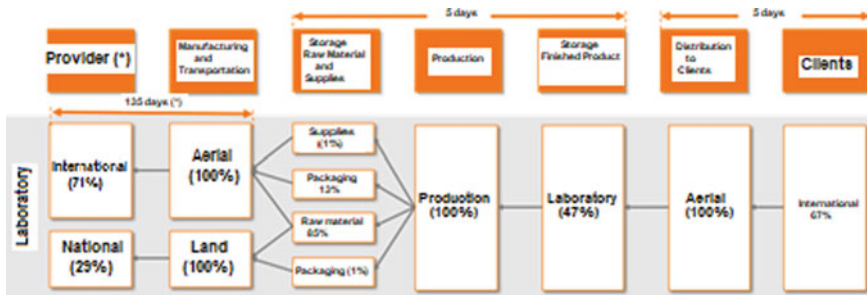 5 days
5 days
Provider (*)
Manufacturing
and
Transportation
Storage
Raw Material
and
Supplies
Production
Storage
Finished Product
Distribution
to
Clients
Clients
135 days (*)
Laboratory
International
(71%)
Aerial
(100%)
Supplies
(1%)
Packaging
13%
Raw material
85%
Packaging (1%)
National
(29%)
Land
(100%)
Production
(100%)
Laboratory
(47%)
Aerial
(100%)
International
67%